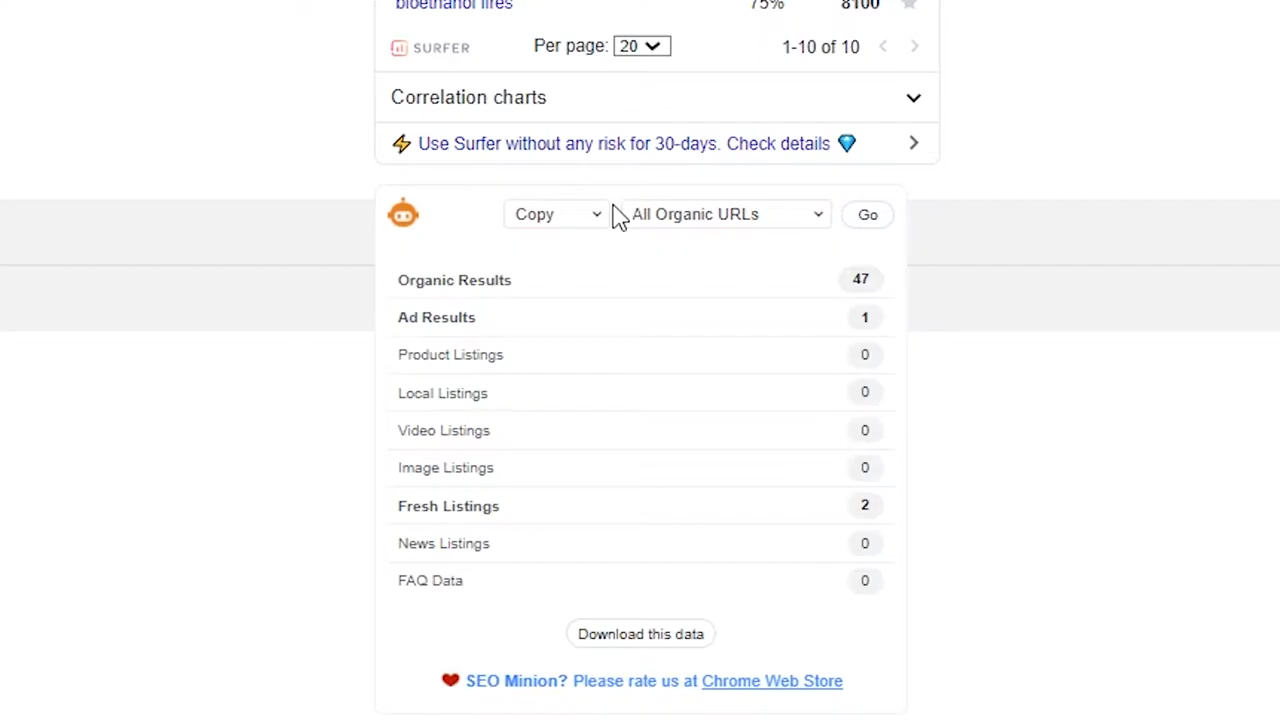 bioethanol fires 75% 8100
SURFER Per page: 20 1-10 of 10
Correlation charts
Use Surfer without any risk for 30-days. Check details
Copy All Organic URLs Go
Organic Results 47
Ad Results 1
Product Listings 0
Local Listings 0
Video Listings 0
Image Listings 0
Fresh Listings 2
News Listings 0
FAQ Data 0
Download this data
SEO Minion? Please rate us at Chrome Web Store